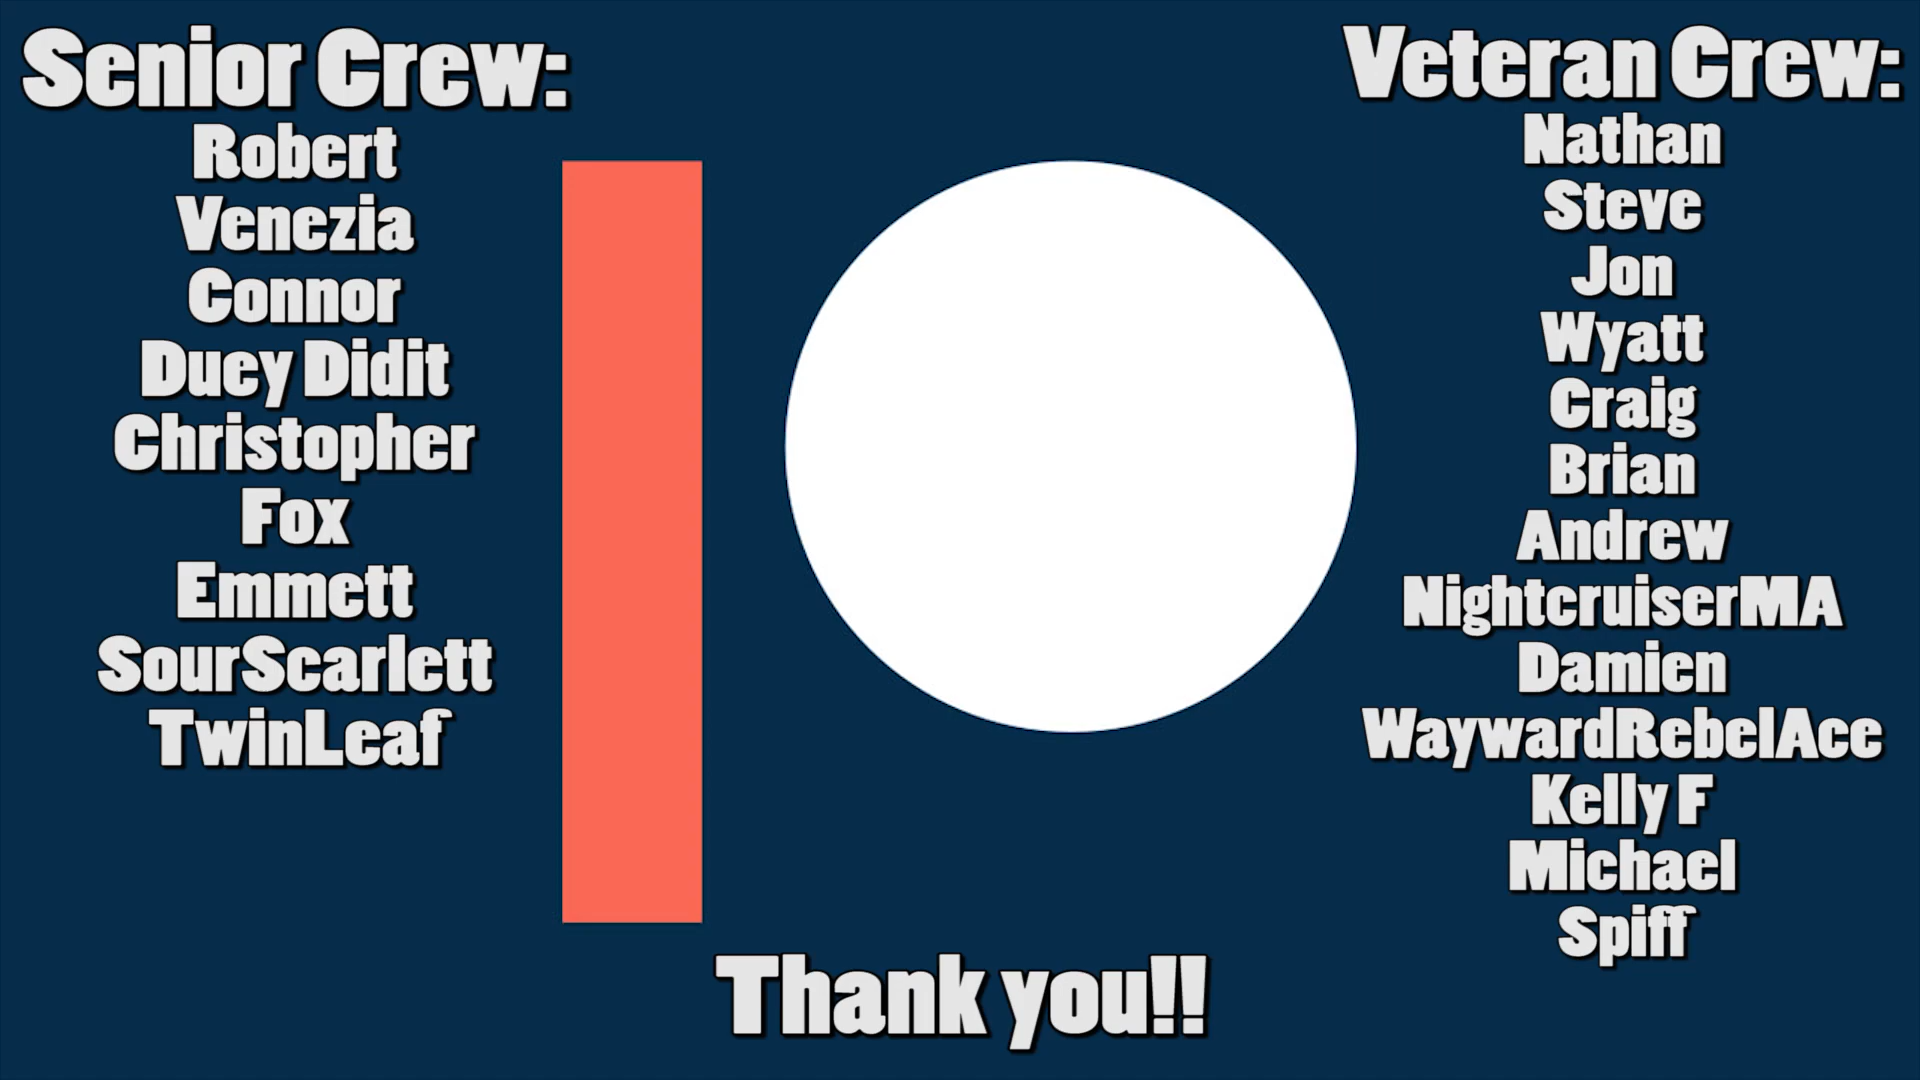 Senior Crew:
Robert
Venezia
Connor
Duey Didit
Christopher
Fox
Emmett
SourScarlett
TwinLeaf
Veteran Crew:
Nathan
Steve
Jon
Wyatt
Craig
Brian
Andrew
NightcruiserMA
Damien
WaywardRebelAce
Kelly F
Michael
Spiff
Thank you!!